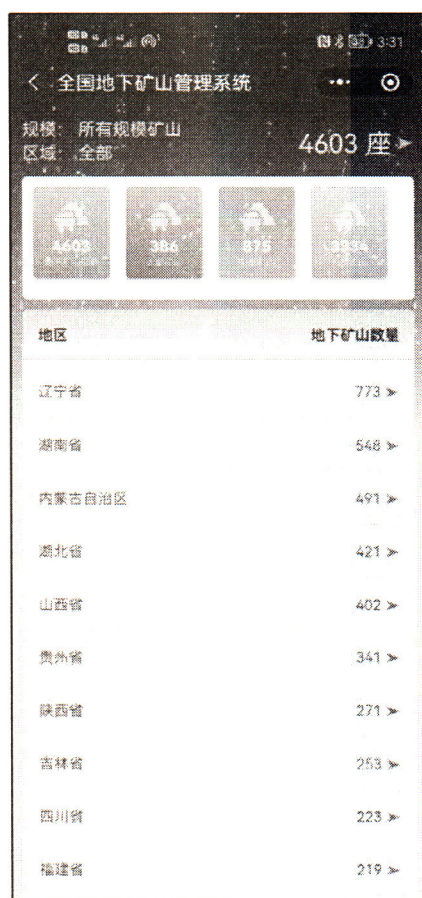 3:31
全国地下矿山管理系统
规模: 所有规模矿山
区域: 全部
4603 座
4603
386
875
3334
地区 地下矿山数量
辽宁省 773
湖南省 548
内蒙古自治区 491
湖北省 421
山西省 402
贵州省 341
陕西省 271
吉林省 253
四川省 223
福建省 219